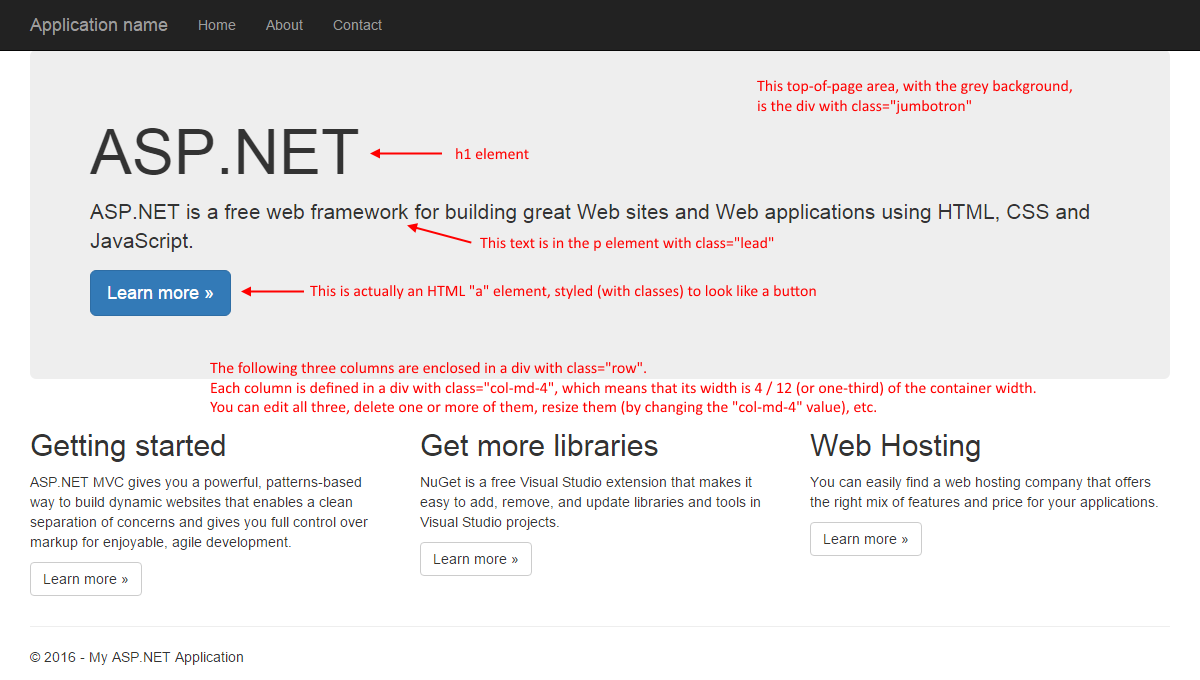 Application name Home About Contact
This top-of-page area, with the grey background,
is the div with class="jumbotron"
ASP.NET
h1 element
ASP.NET is a free web framework for building great Web sites and Web applications using HTML, CSS and
JavaScript.
This text is in the p element with class="lead"
Learn more »
This is actually an HTML "a" element, styled (with classes) to look like a button
The following three columns are enclosed in a div with class="row".
Each column is defined in a div with class="col-md-4", which means that its width is 4 / 12 (or one-third) of the container width.
You can edit all three, delete one or more of them, resize them (by changing the "col-md-4" value), etc.
Getting started
ASP.NET MVC gives you a powerful, patterns-based
way to build dynamic websites that enables a clean
separation of concerns and gives you full control over
markup for enjoyable, agile development.
Learn more »
Get more libraries
NuGet is a free Visual Studio extension that makes it
easy to add, remove, and update libraries and tools in
Visual Studio projects.
Learn more »
Web Hosting
You can easily find a web hosting company that offers
the right mix of features and price for your applications.
Learn more »
© 2016 - My ASP.NET Application